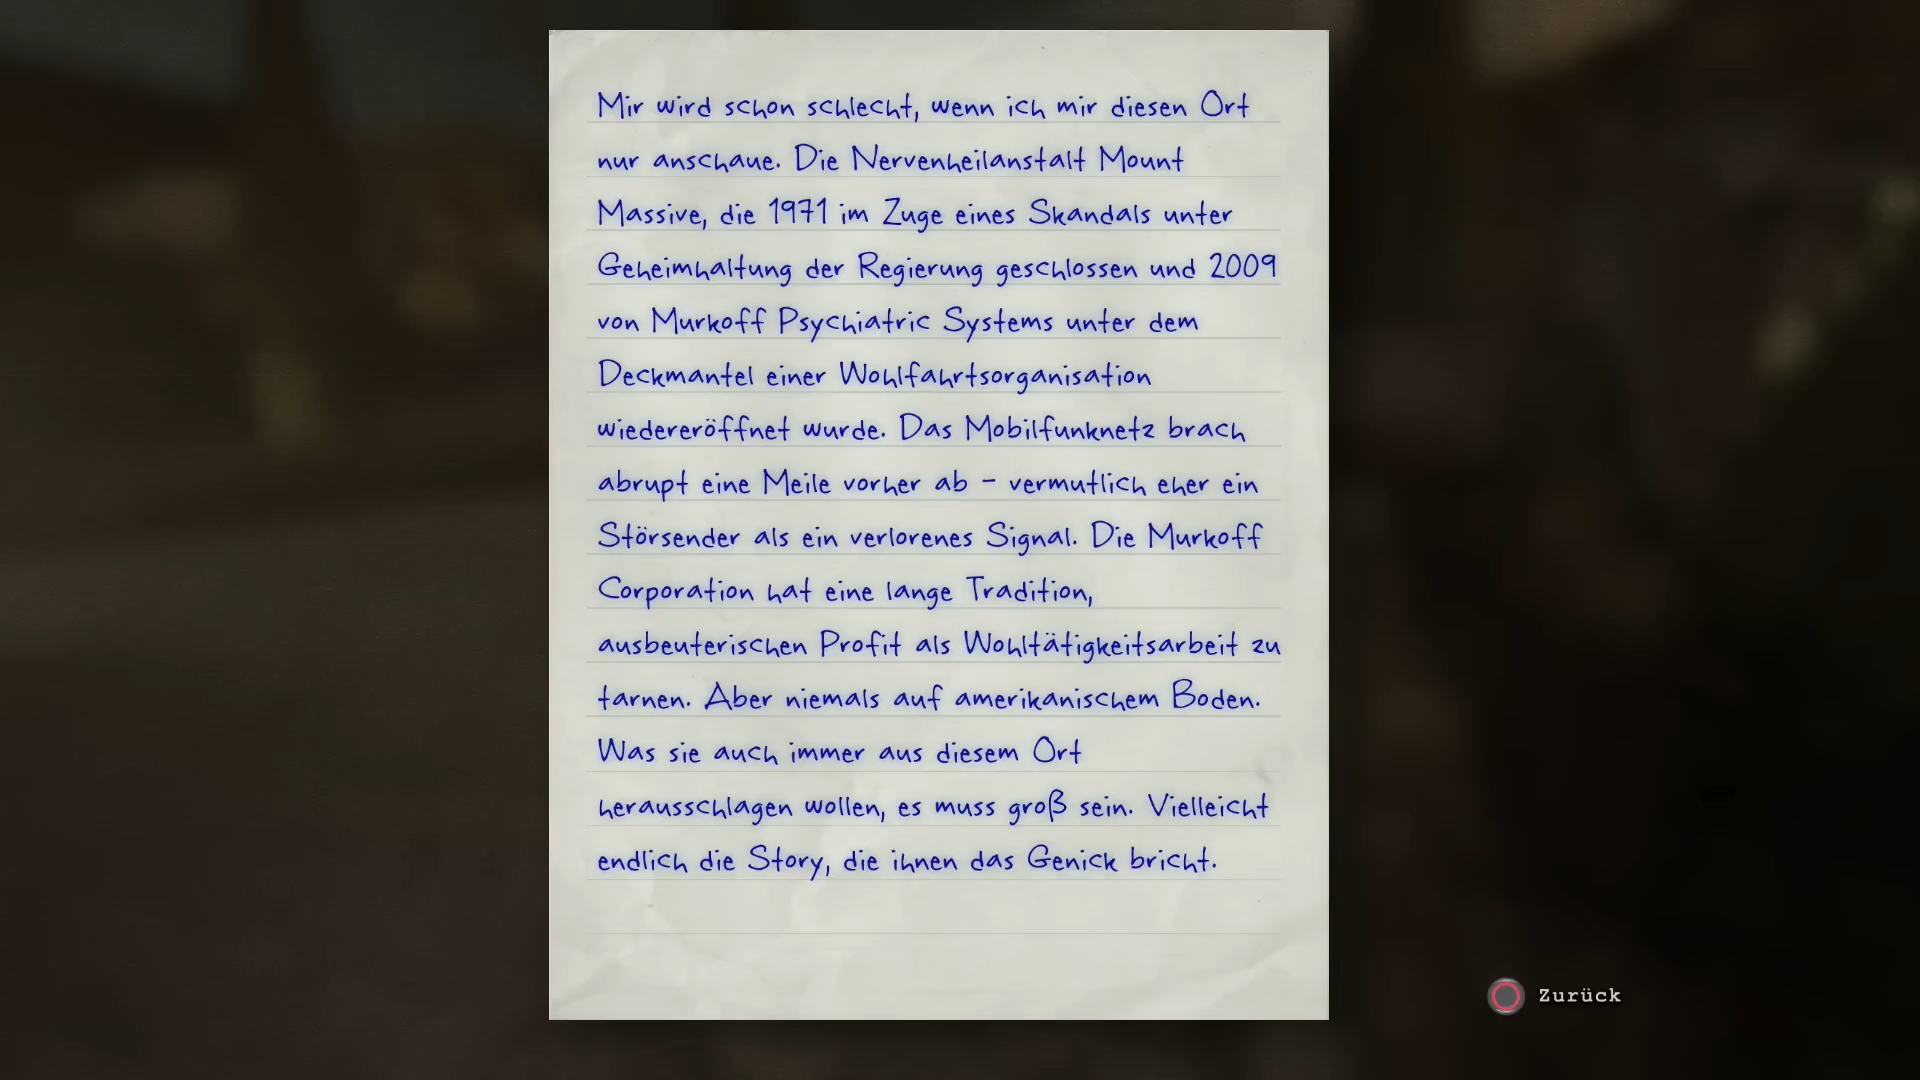 Mir wird schon schlecht, wenn ich mir diesen Ort
nur anschaue. Die Nervenheilanstalt Mount
Massive, die 1971 im Zuge eines Skandals unter
Geheimhaltung der Regierung geschlossen und 2009
von Murkoff Psychiatric Systems unter dem
Deckmantel einer Wohlfahrtsorganisation
wiedereröffnet wurde. Das Mobilfunknetz brach
abrupt eine Meile vorher ab - vermutlich eher ein
Störsender als ein verlorenes Signal. Die Murkoff
Corporation hat eine lange Tradition,
ausbeuterischen Profit als Wohltätigkeitsarbeit zu
tarnen. Aber niemals auf amerikanischem Boden.
Was sie auch immer aus diesem Ort
herausschlagen wollen, es muss groß sein. Vielleicht
endlich die Story, die ihnen das Genick bricht.
Zurück